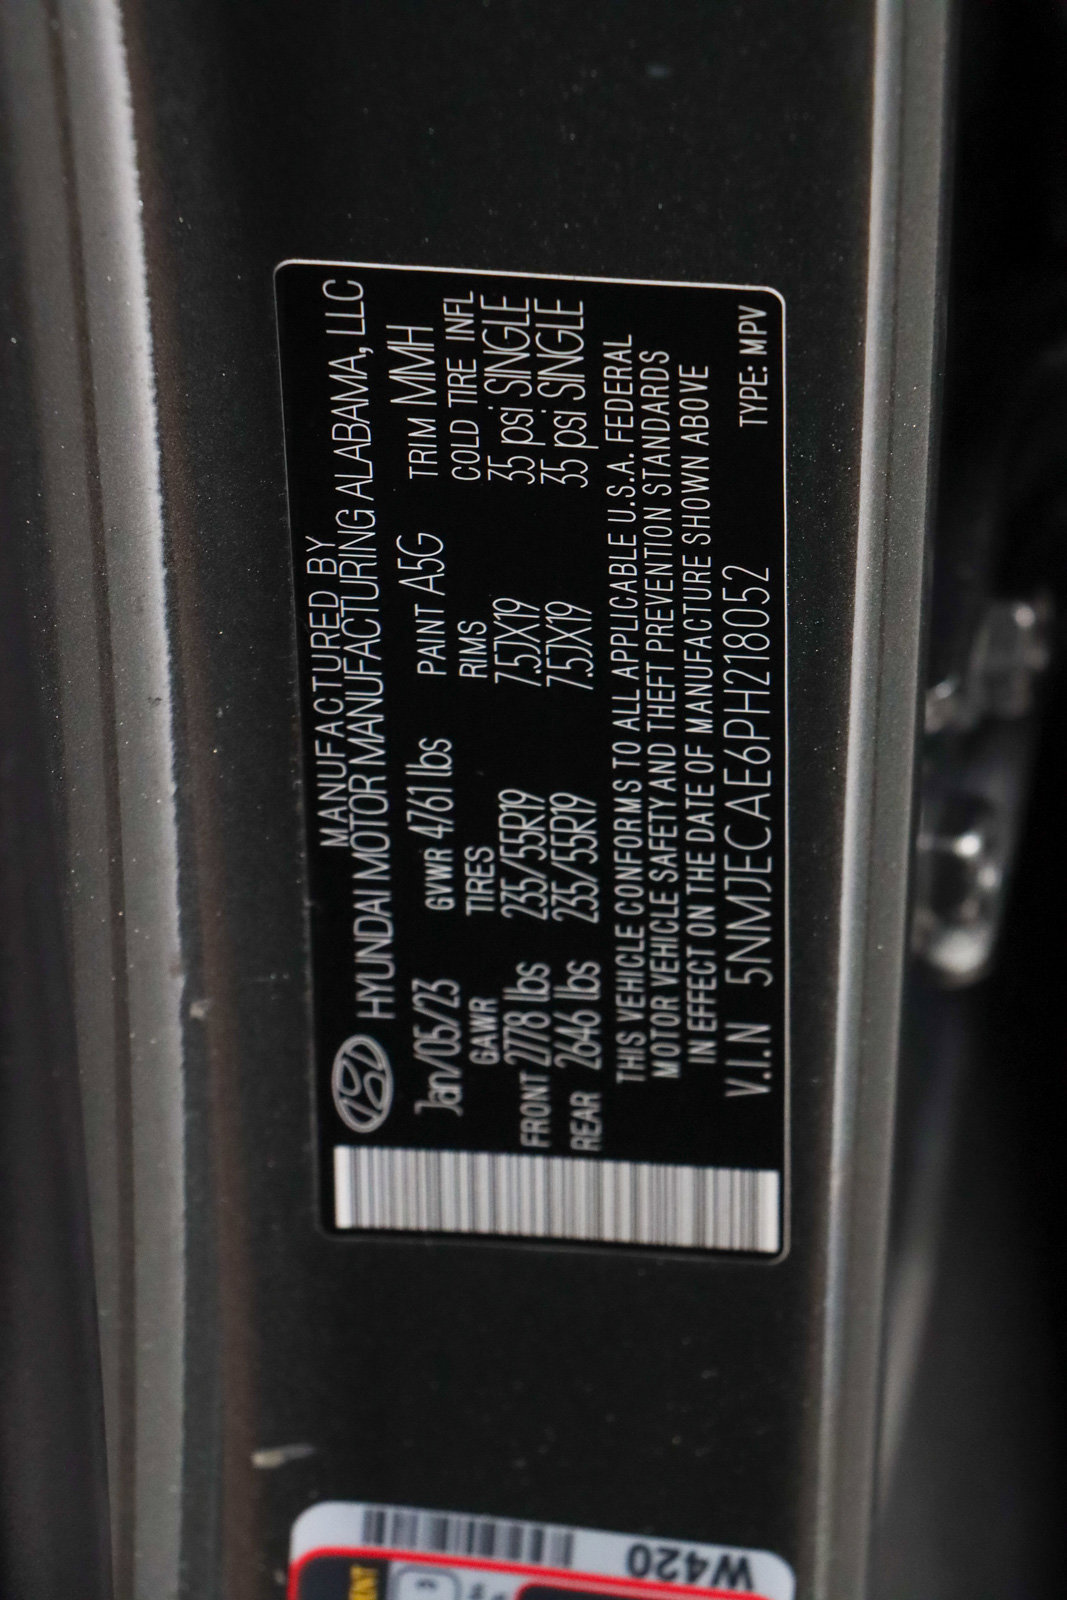 MANUFACTURED BY
HYUNDAI MOTOR MANUFACTURING ALABAMA, LLC
Jan/05/23 GVWR 4761 lbs PAINT A5G TRIM MMH
GAWR TIRES RIMS COLD TIRE INFL
FRONT 2778 lbs 235/55R19 7.5JX19 35 psi SINGLE
REAR 2646 lbs 235/55R19 7.5JX19 35 psi SINGLE
THIS VEHICLE CONFORMS TO ALL APPLICABLE U.S.A. FEDERAL
MOTOR VEHICLE SAFETY AND THEFT PREVENTION STANDARDS
IN EFFECT ON THE DATE OF MANUFACTURE SHOWN ABOVE
V.I.N 5NMJECAE6PH218052 TYPE: MPV
W420